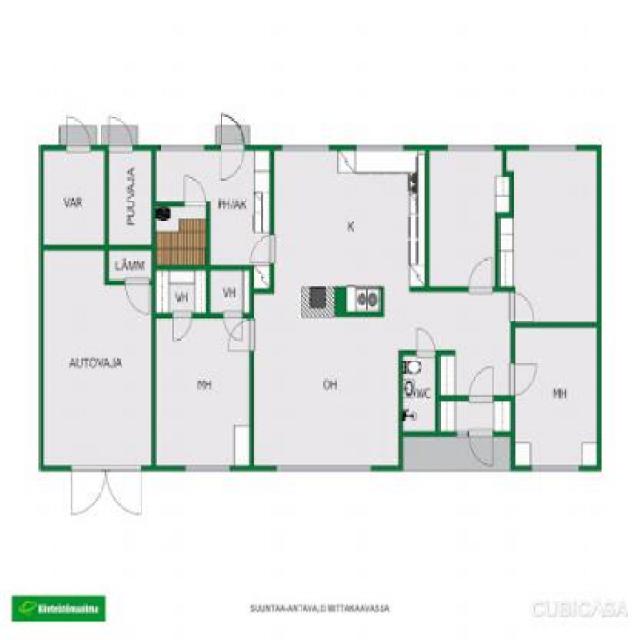 VAR
PUUVAJA
PH/AK
K
LÄMM
VH
VH
AUTOVAJA
MH
OH
WC
MH
Kiinteistömaailma
SUUNTAA-ANTAVA, EI MITTAKAAVASSA
CUBICASA